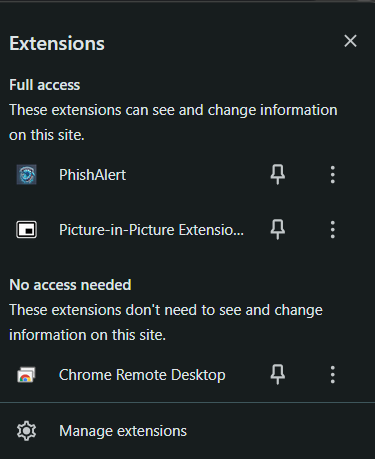 Extensions
Full access
These extensions can see and change information
on this site.
PhishAlert
Picture-in-Picture Extensio...
No access needed
These extensions don't need to see and change
information on this site.
Chrome Remote Desktop
Manage extensions